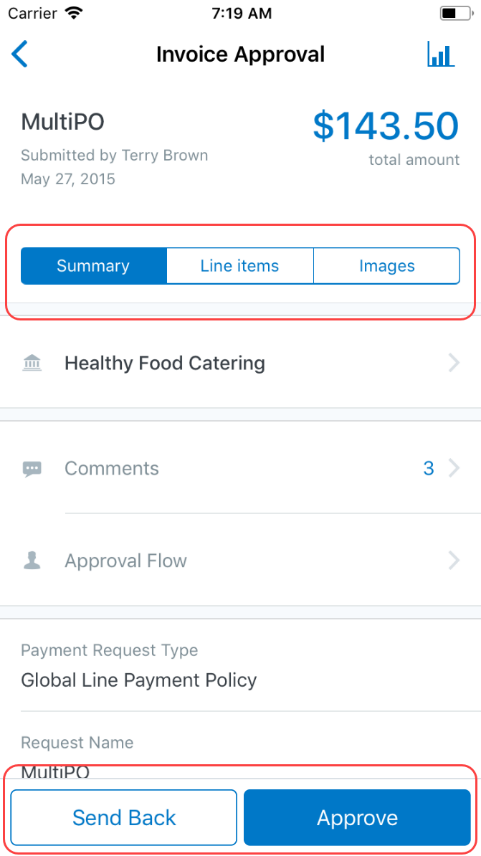 Carrier 7:19 AM
Invoice Approval
MultiPO
$143.50
Submitted by Terry Brown
total amount
May 27, 2015
Summary Line items Images
Healthy Food Catering
Comments 3
Approval Flow
Payment Request Type
Global Line Payment Policy
Request Name
MultiPO
Send Back Approve